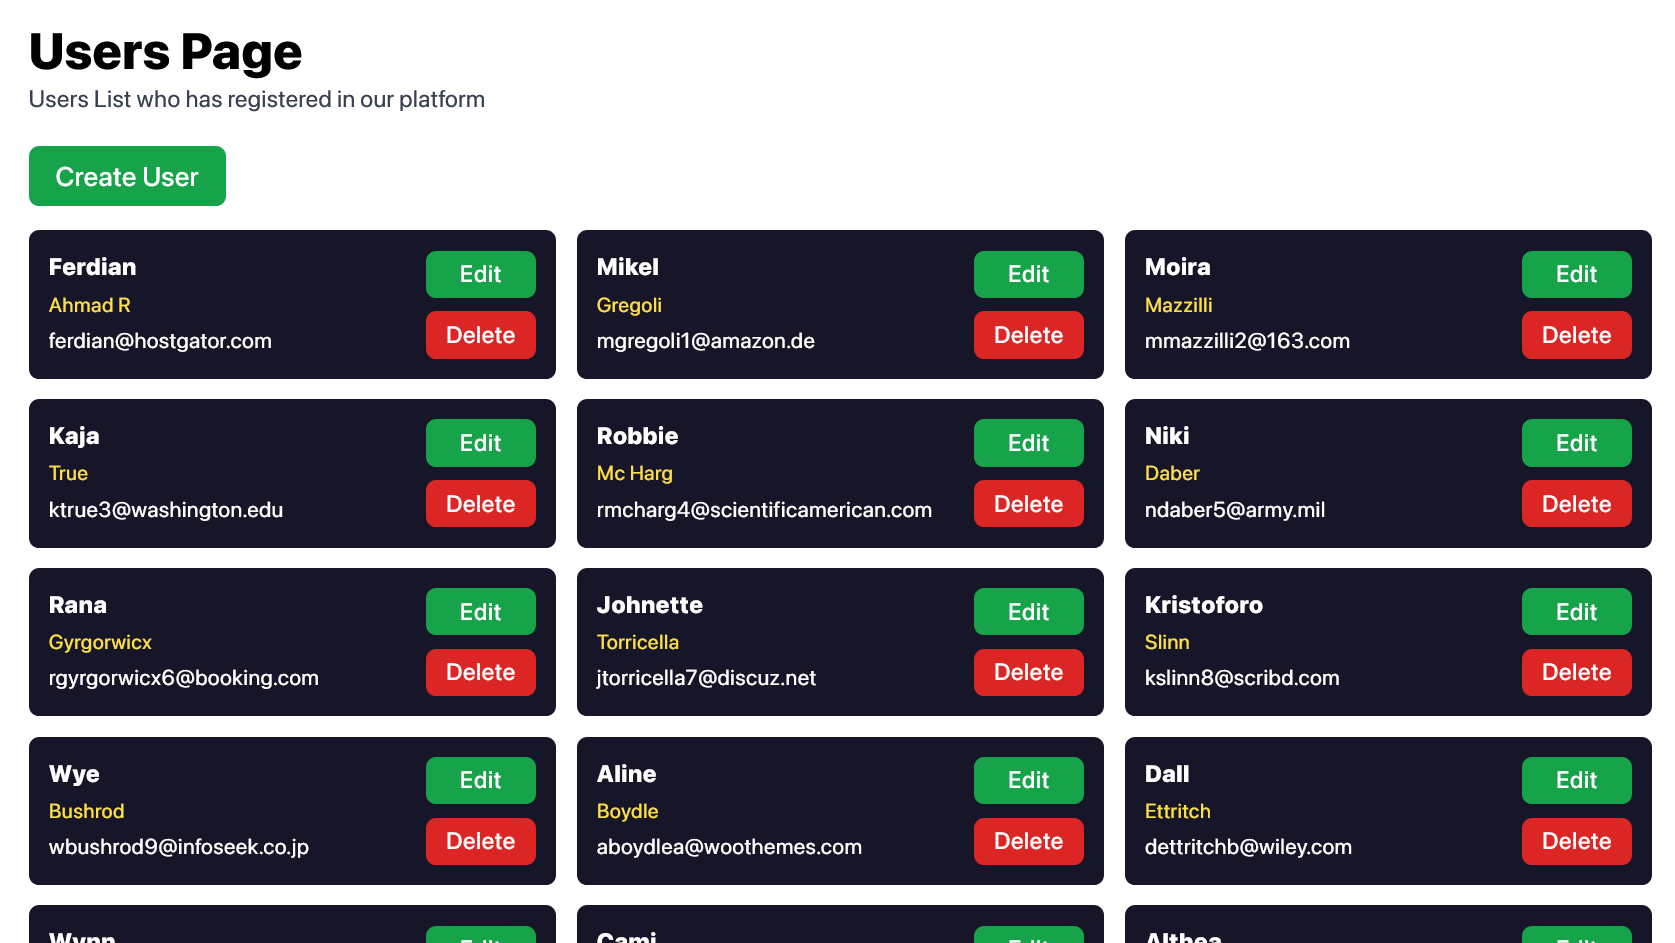 Users Page
Users List who has registered in our platform
Create User
Ferdian
Ahmad R
ferdian@hostgator.com
Edit
Delete
Mikel
Gregoli
mgregoli1@amazon.de
Edit
Delete
Moira
Mazzilli
mmazzilli2@163.com
Edit
Delete
Kaja
True
ktrue3@washington.edu
Edit
Delete
Robbie
Mc Harg
rmcharg4@scientificamerican.com
Edit
Delete
Niki
Daber
ndaber5@army.mil
Edit
Delete
Rana
Gyrgorwicx
rgyrgorwicx6@booking.com
Edit
Delete
Johnette
Torricella
jtorricella7@discuz.net
Edit
Delete
Kristoforo
Slinn
kslinn8@scribd.com
Edit
Delete
Wye
Bushrod
wbushrod9@infoseek.co.jp
Edit
Delete
Aline
Boydle
aboydlea@woothemes.com
Edit
Delete
Dall
Ettritch
dettritchb@wiley.com
Edit
Delete
Wynn
Edit
Cami
Edit
Althea
Edit